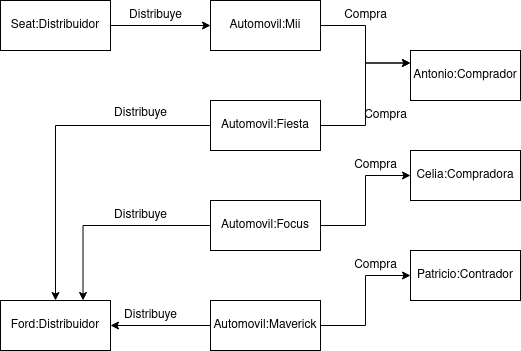 Seat:Distribuidor
Distribuye
Automovil:Mii
Compra
Antonio:Comprador
Distribuye
Automovil:Fiesta
Compra
Compra
Celia:Compradora
Distribuye
Automovil:Focus
Compra
Patricio:Contrador
Ford:Distribuidor
Distribuye
Automovil:Maverick